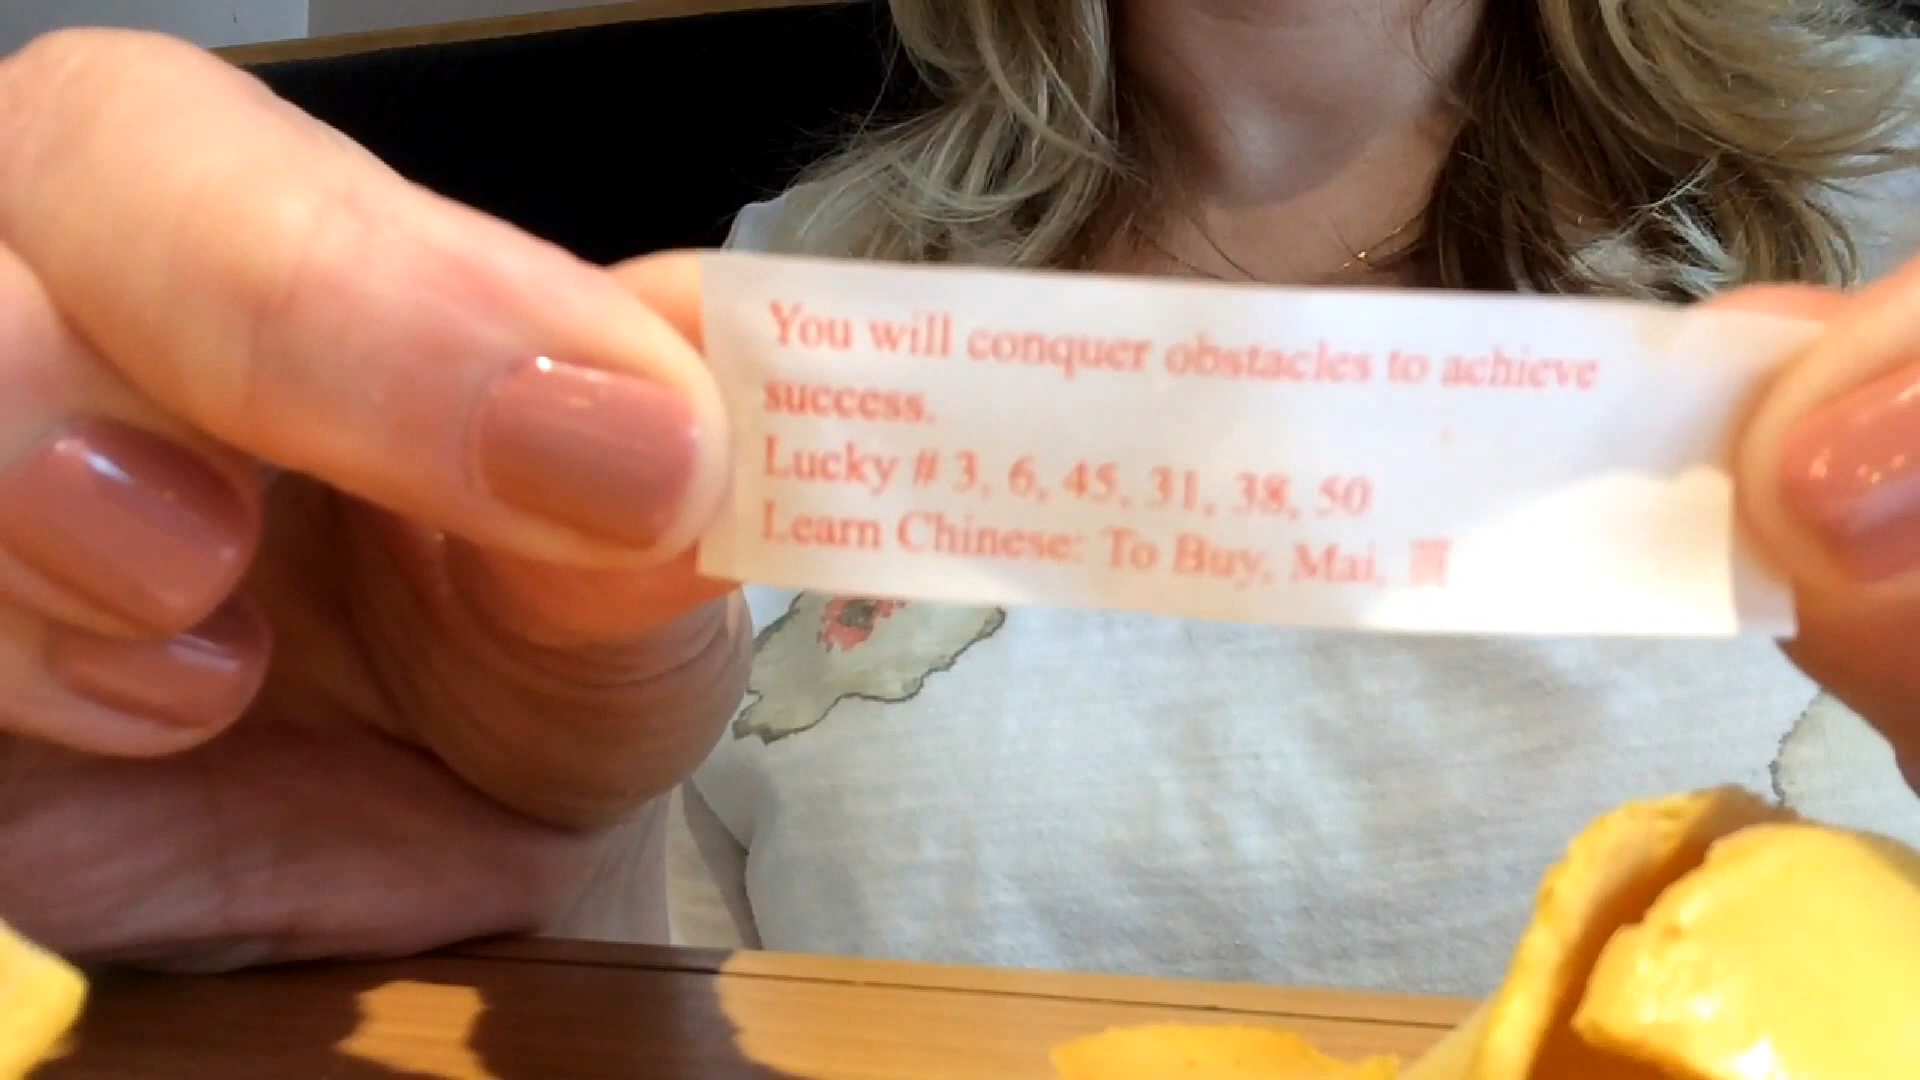 You will conquer obstacles to achieve
success.
Lucky # 3, 6, 45, 31, 38, 50
Learn Chinese: To Buy, Mai, 買